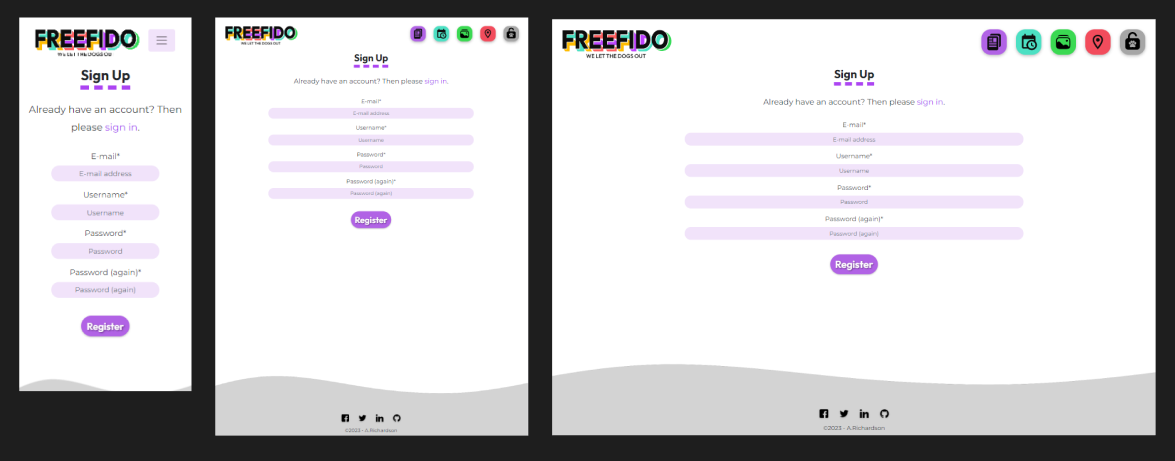 FREEFIDO
WE LET THE DOGS OUT
Sign Up
Already have an account? Then
please sign in.
E-mail*
E-mail address
Username*
Username
Password*
Password
Password (again)*
Password (again)
Register
FREEFIDO
WE LET THE DOGS OUT
Sign Up
Already have an account? Then please sign in.
E-mail*
E-mail address
Username*
Username
Password*
Password
Password (again)*
Password (again)
Register
©2023 - A.Richardson
FREEFIDO
WE LET THE DOGS OUT
Sign Up
Already have an account? Then please sign in.
E-mail*
E-mail address
Username*
Username
Password*
Password
Password (again)*
Password (again)
Register
©2023 - A.Richardson